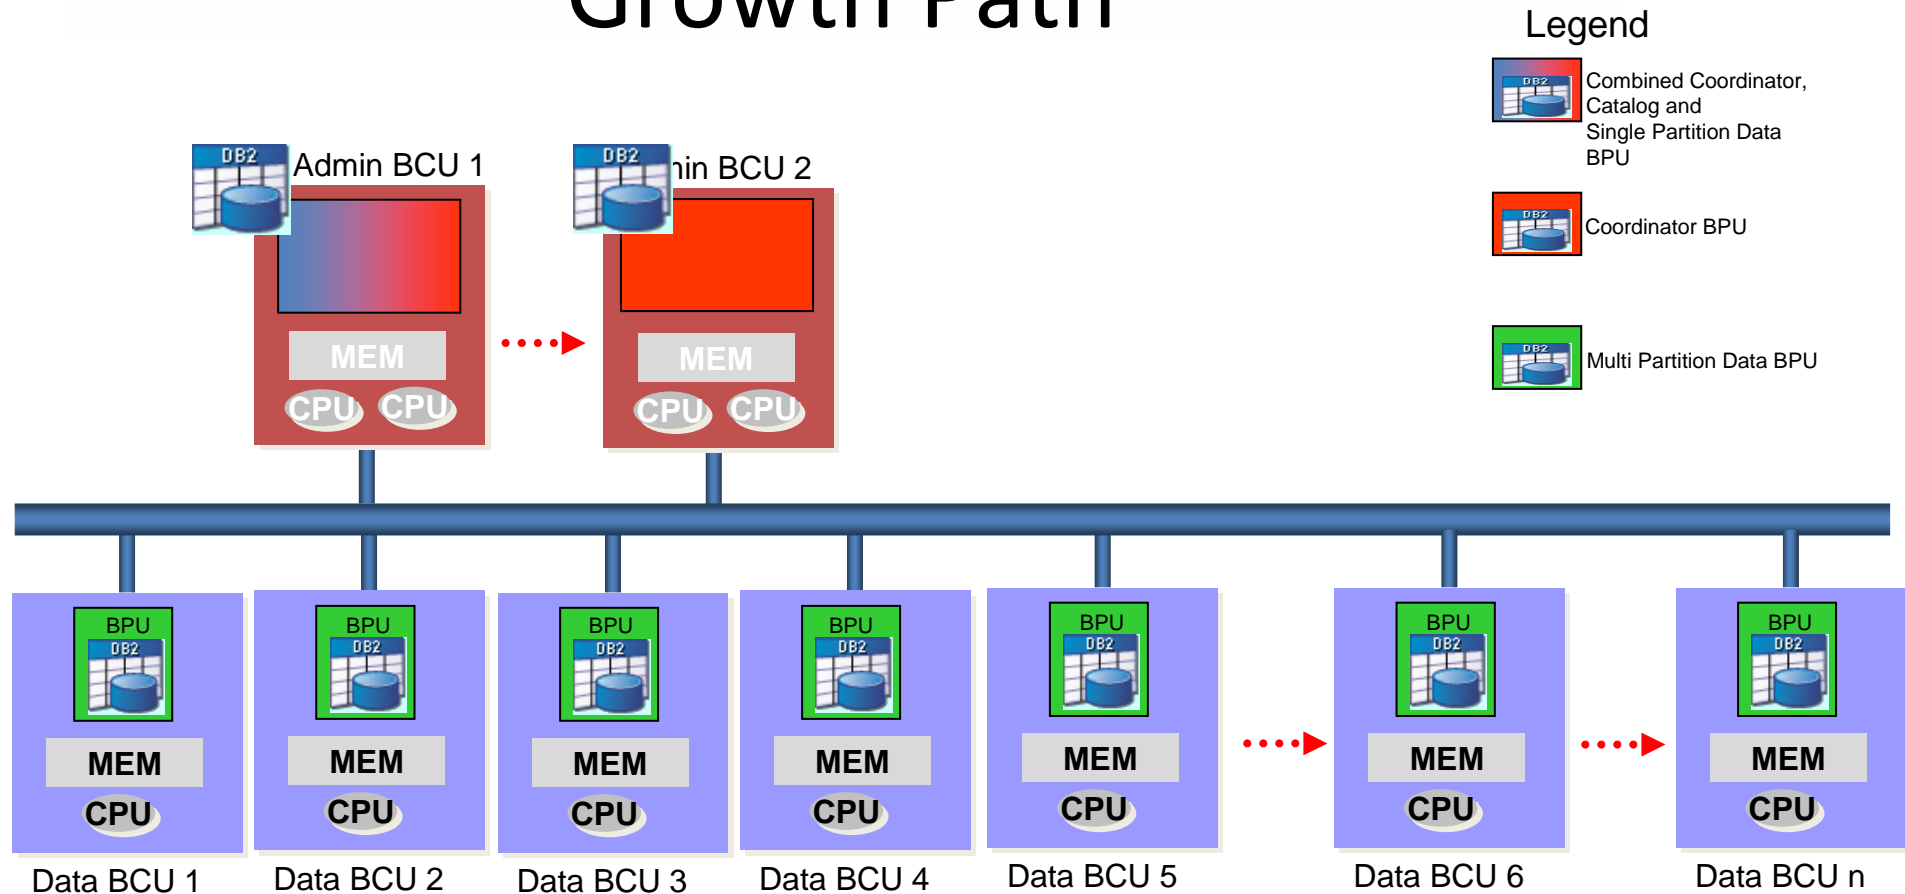 Growth Path
Legend
DB2
Combined Coordinator,
Catalog and
Single Partition Data
BPU
DB2
Coordinator BPU
DB2
Multi Partition Data BPU
DB2
Admin BCU 1
DB2
min BCU 2
MEM
MEM
CPU CPU
CPU CPU
BPU
DB2
MEM
CPU
Data BCU 1
BPU
DB2
MEM
CPU
Data BCU 2
BPU
DB2
MEM
CPU
Data BCU 3
BPU
DB2
MEM
CPU
Data BCU 4
BPU
DB2
MEM
CPU
Data BCU 5
BPU
DB2
MEM
CPU
Data BCU 6
BPU
DB2
MEM
CPU
Data BCU n